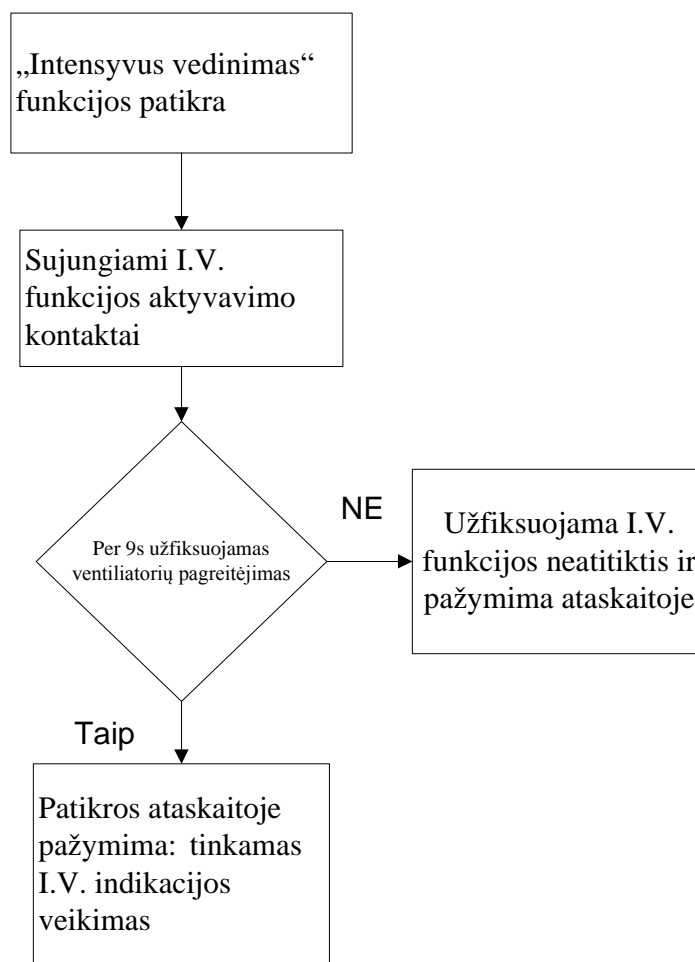 „Intensyvus vedinimas“
funkcijos patikra
Sujungiami I.V.
funkcijos aktyvavimo
kontaktai
Per 9s užfiksuojamas
ventiliatorių pagreitėjimas
NE
Užfiksuojama I.V.
funkcijos neatitiktis ir
pažymima ataskaitoje
Taip
Patikros ataskaitoje
pažymima: tinkamas
I.V. indikacijos
veikimas